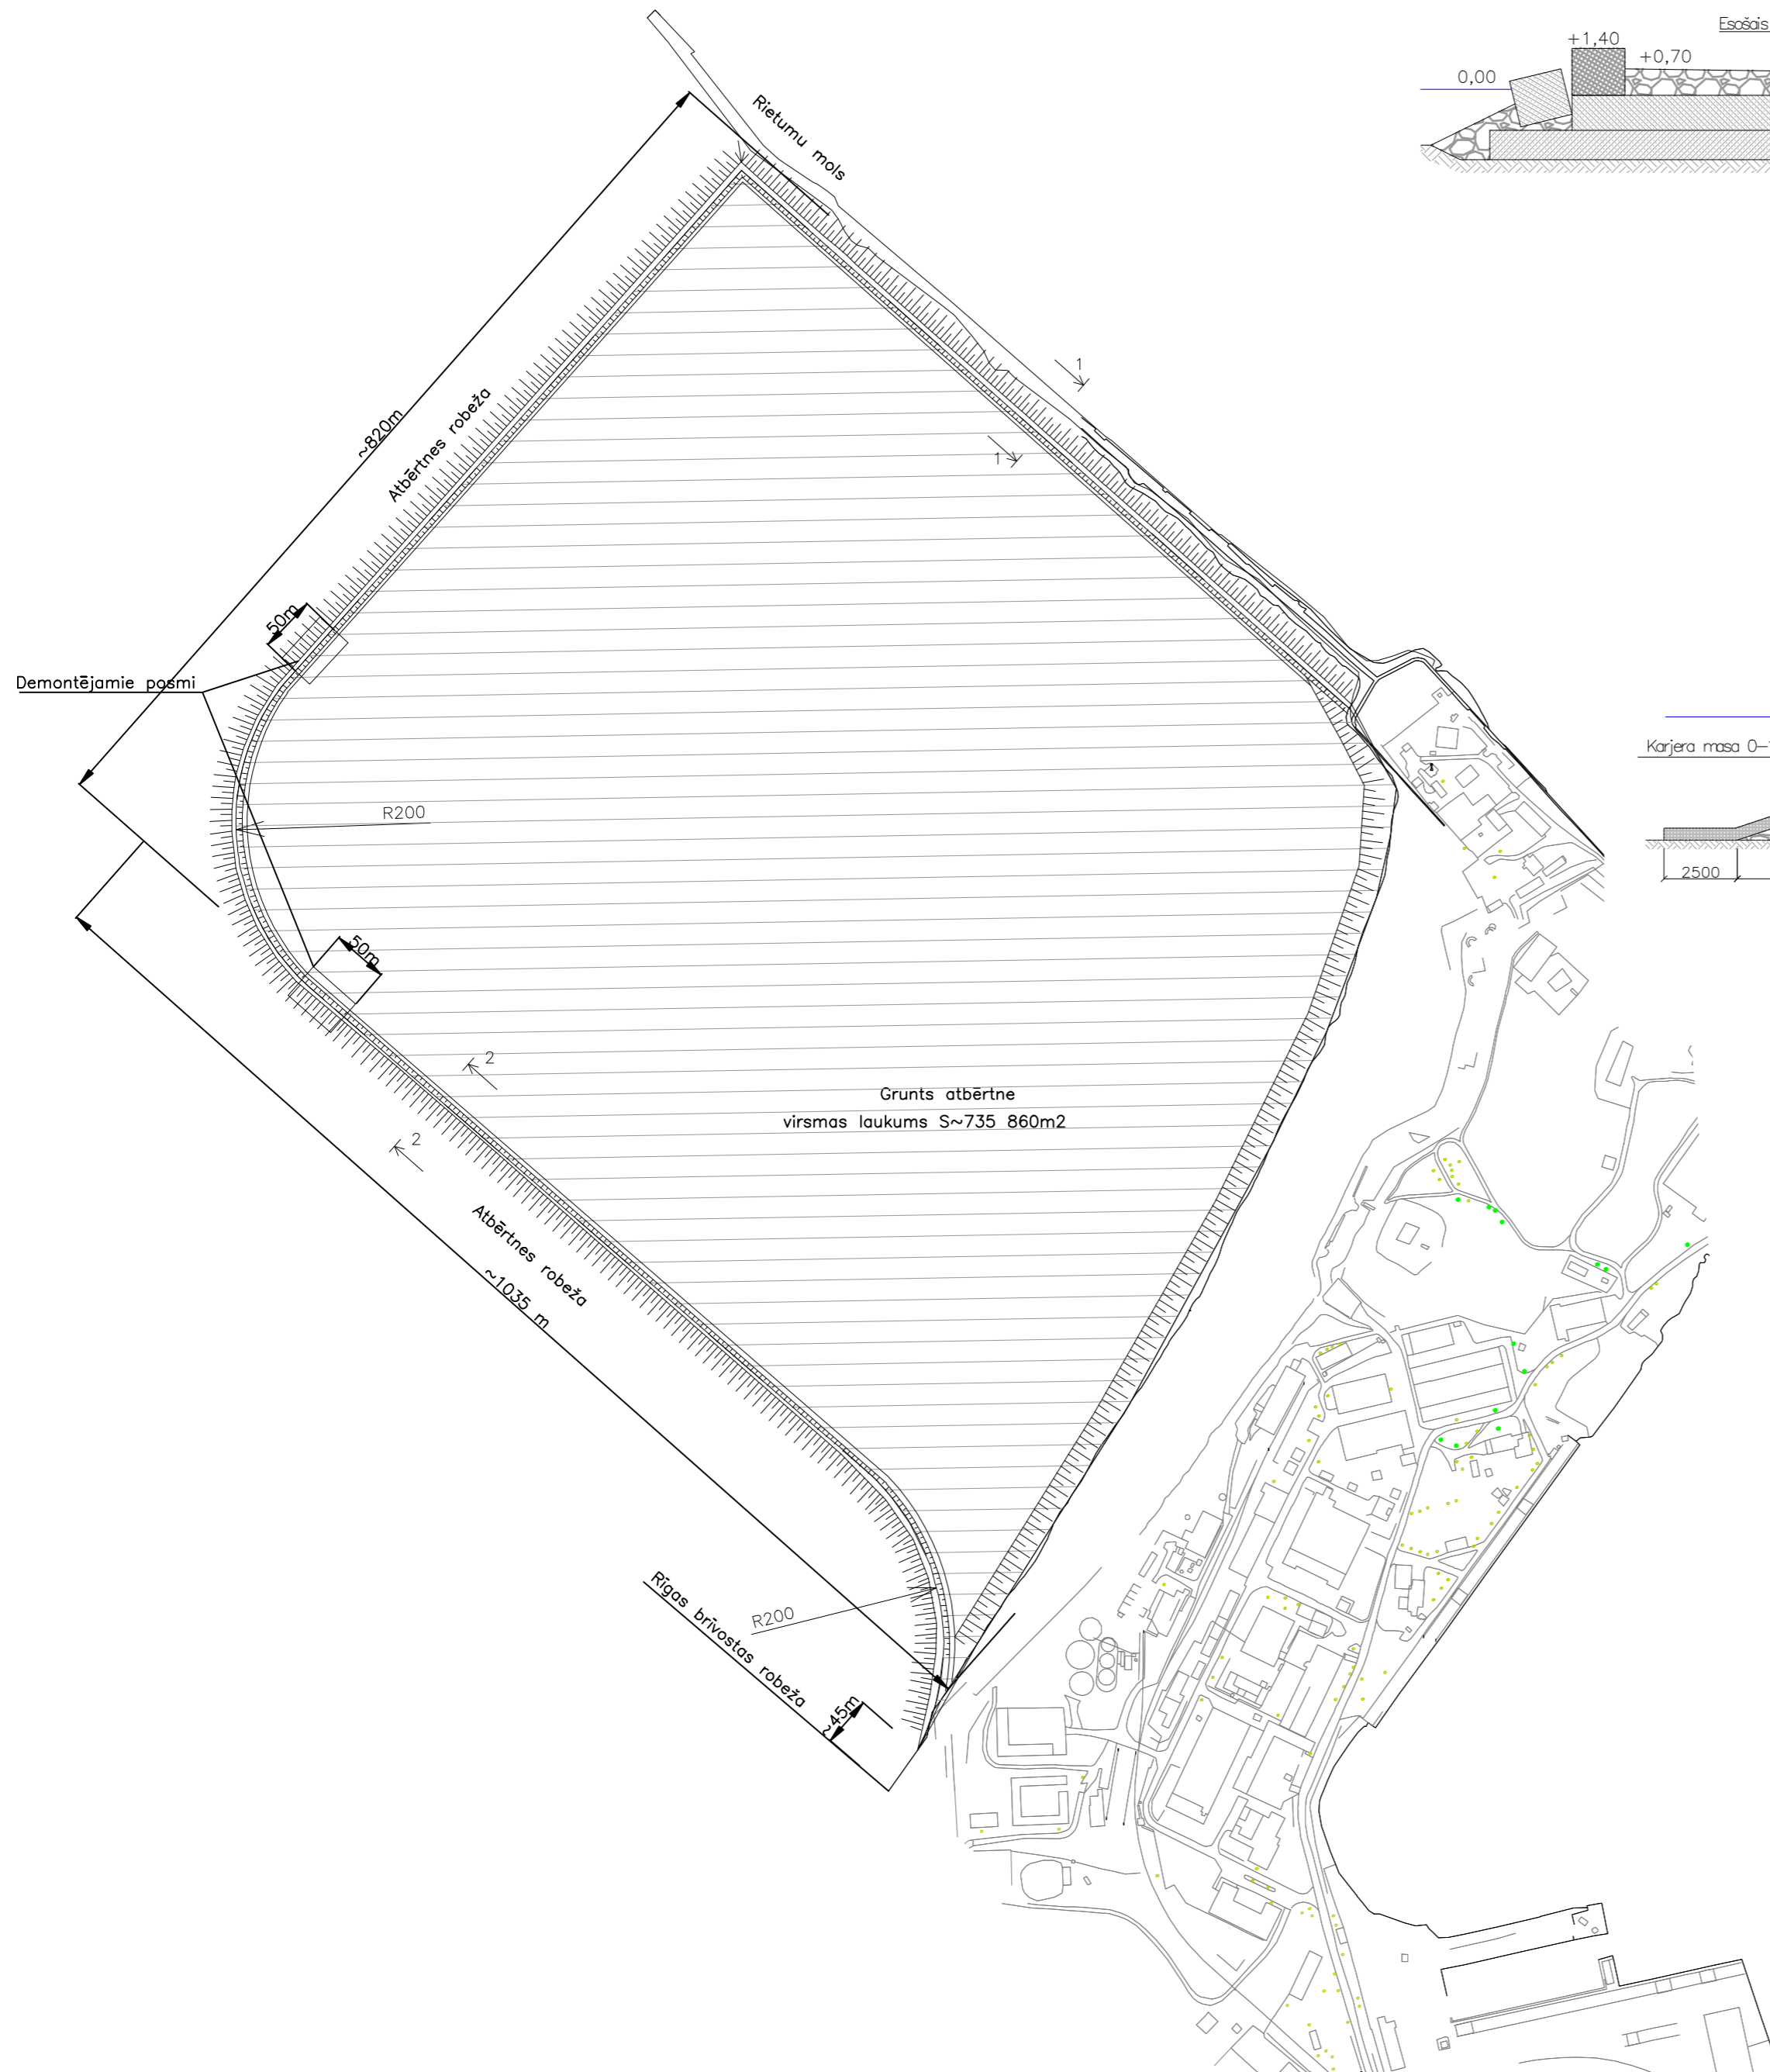 Esošais
+1,40
+0,70
0,00
Rietumu mols
1
1
~820m
Atbērtnes robeža
50m
Demontējamie posmi
R200
Karjera masa 0-
2500
50m
2
2
Grunts atbērtne
virsmas laukums S~735 860m2
Atbērtnes robeža
~1035 m
Rīgas brīvostas robeža
R200
~45m